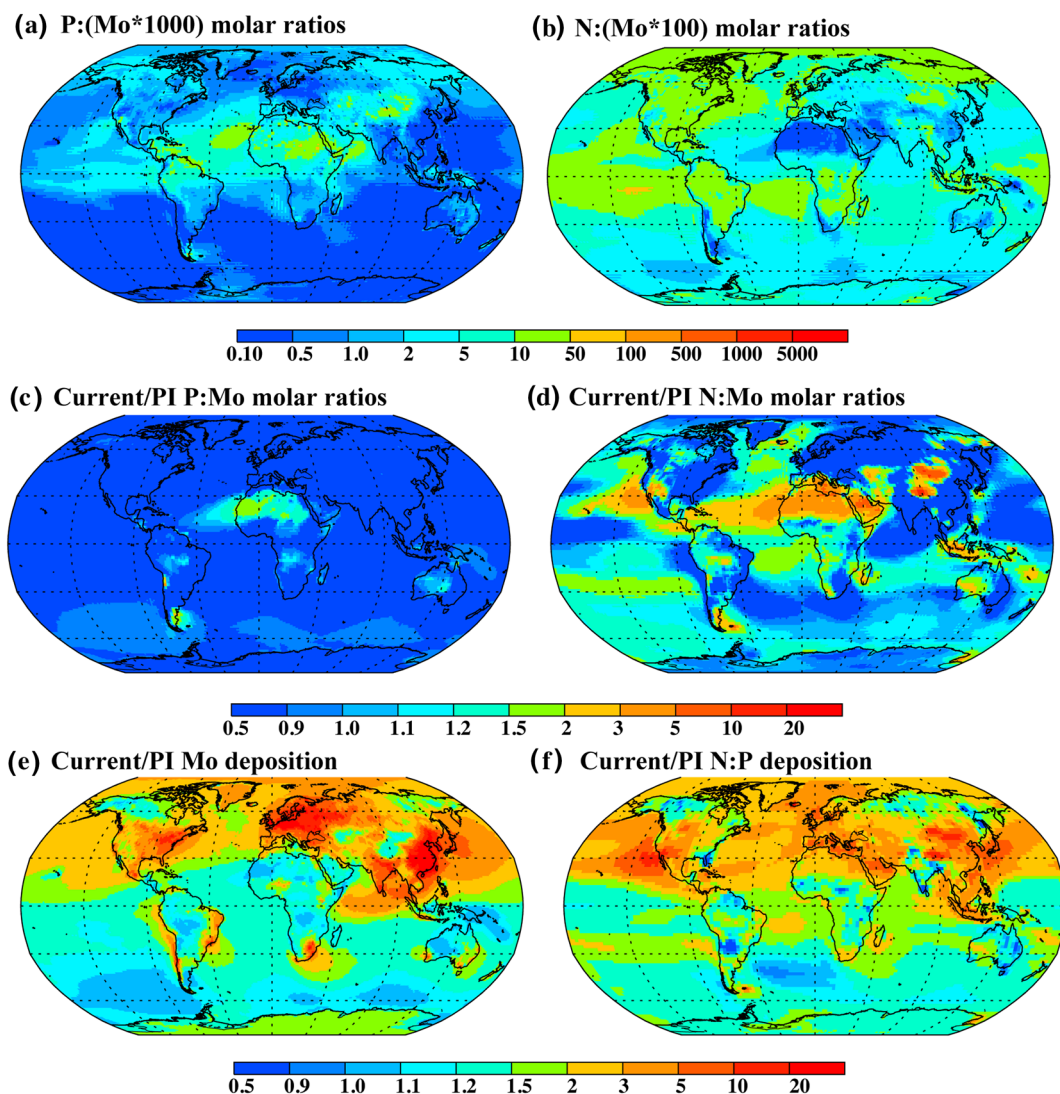 (a) P:(Mo*1000) molar ratios
(b) N:(Mo*100) molar ratios
0.10 0.5 1.0 2 5 10 50 100 500 1000 5000
(c) Current/PI P:Mo molar ratios
(d) Current/PI N:Mo molar ratios
0.5 0.9 1.0 1.1 1.2 1.5 2 3 5 10 20
(e) Current/PI Mo deposition
(f) Current/PI N:P deposition
0.5 0.9 1.0 1.1 1.2 1.5 2 3 5 10 20